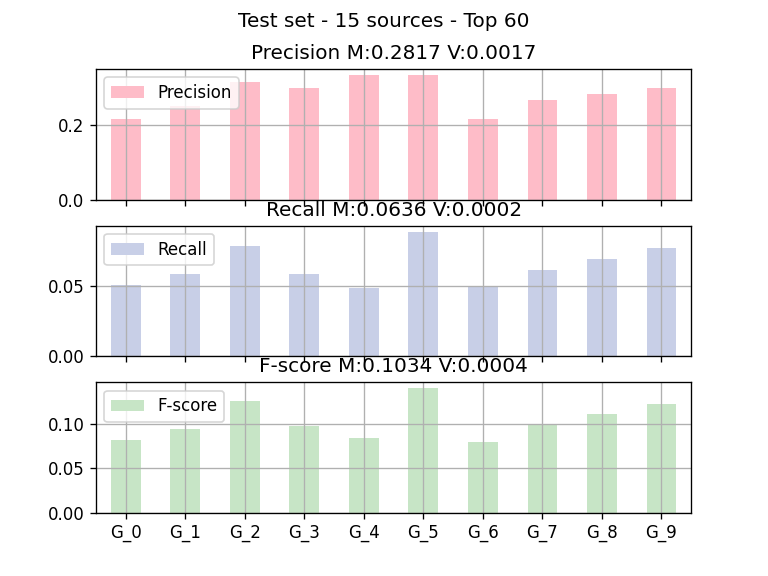 Test set - 15 sources - Top 60
Precision M:0.2817 V:0.0017
Precision
0.2
0.0
Recall M:0.0636 V:0.0002
Recall
0.05
0.00
F-score M:0.1034 V:0.0004
F-score
0.10
0.05
0.00
G_0 G_1 G_2 G_3 G_4 G_5 G_6 G_7 G_8 G_9